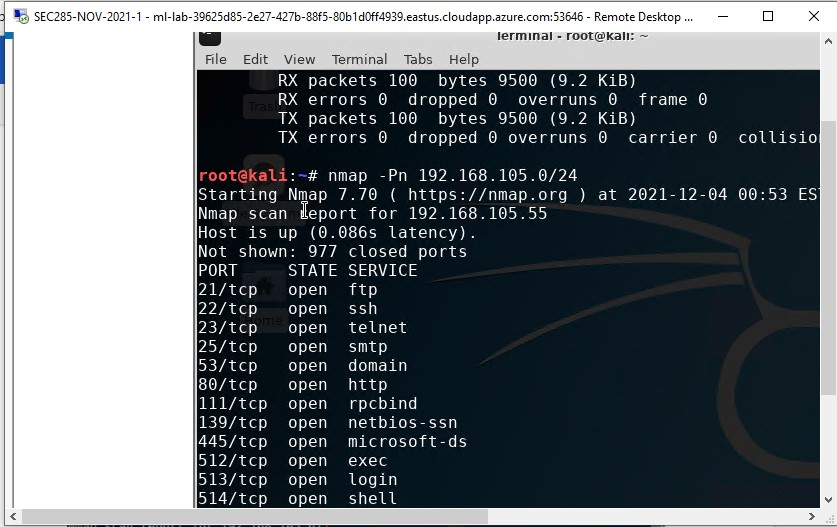 SEC285-NOV-2021-1 - ml-lab-39625d85-2e27-427b-88f5-80b1d0ff4939.eastus.cloudapp.azure.com:53646 - Remote Desktop ...
Terminal - root@kali: ~
File Edit View Terminal Tabs Help
RX packets 100 bytes 9500 (9.2 KiB)
RX errors 0 dropped 0 overruns 0 frame 0
TX packets 100 bytes 9500 (9.2 KiB)
TX errors 0 dropped 0 overruns 0 carrier 0 collisio
root@kali:~# nmap -Pn 192.168.105.0/24
Starting Nmap 7.70 ( https://nmap.org ) at 2021-12-04 00:53 EST
Nmap scan report for 192.168.105.55
Host is up (0.086s latency).
Not shown: 977 closed ports
PORT STATE SERVICE
21/tcp open ftp
22/tcp open ssh
23/tcp open telnet
25/tcp open smtp
53/tcp open domain
80/tcp open http
111/tcp open rpcbind
139/tcp open netbios-ssn
445/tcp open microsoft-ds
512/tcp open exec
513/tcp open login
514/tcp open shell
Trash
Home